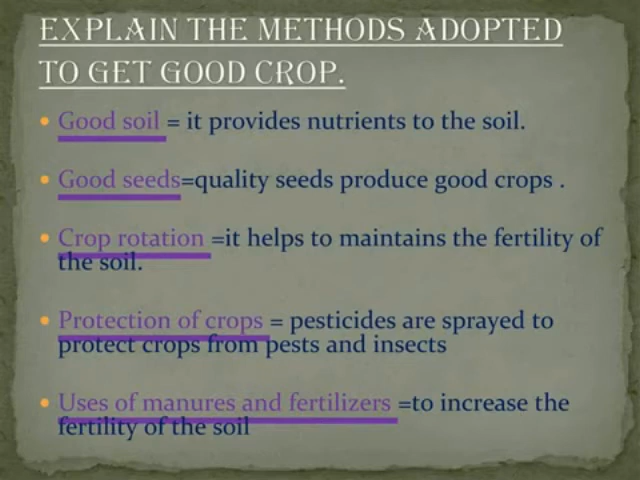 EXPLAIN THE METHODS ADOPTED
TO GET GOOD CROP.
• Good soil = it provides nutrients to the soil.
• Good seeds=quality seeds produce good crops .
• Crop rotation =it helps to maintains the fertility of
the soil.
• Protection of crops = pesticides are sprayed to
protect crops from pests and insects
• Uses of manures and fertilizers =to increase the
fertility of the soil